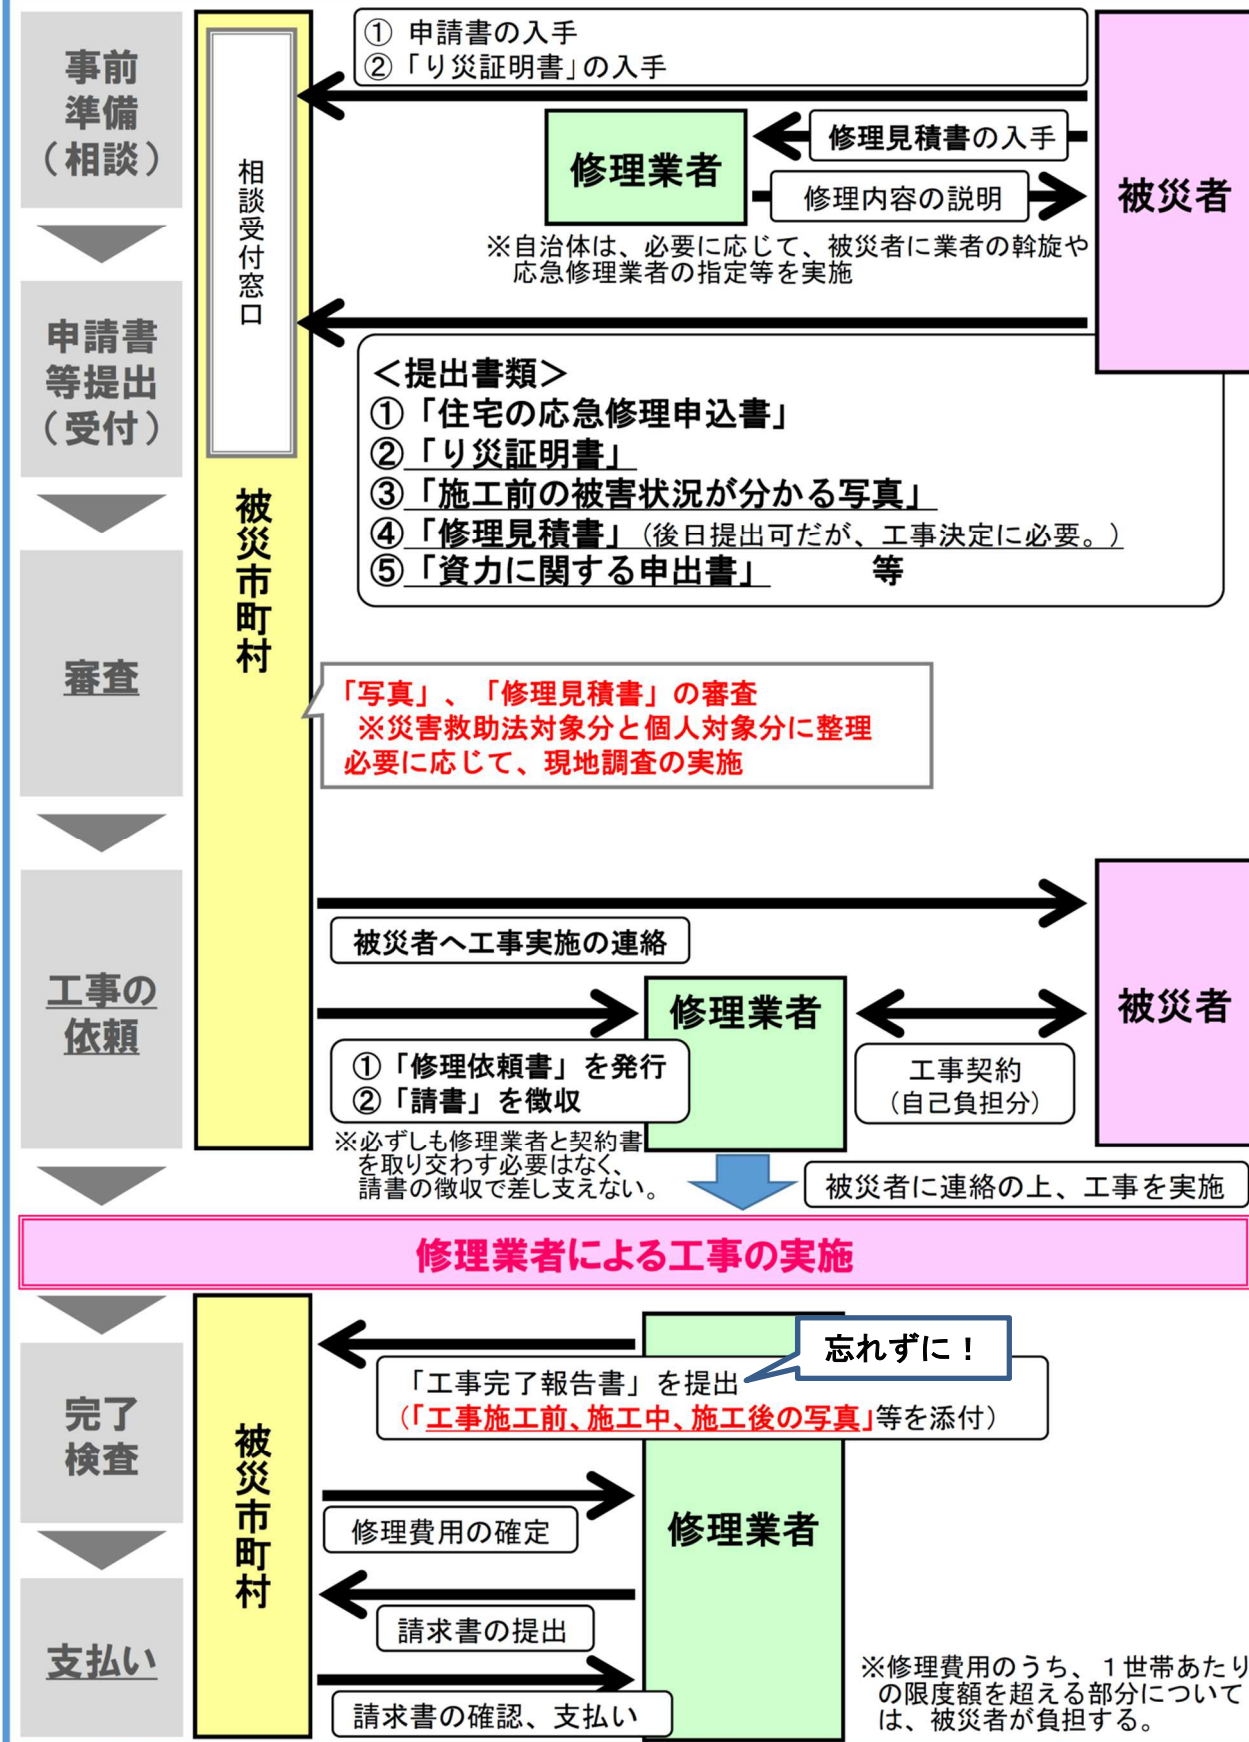 事前
準備
（相談）
① 申請書の入手
②「り災証明書」の入手
修理見積書の入手
修理業者
修理内容の説明
被災者
※自治体は、必要に応じて、被災者に業者の斡旋や
応急修理業者の指定等を実施
相談受付窓口
申請書
等提出
（受付）
＜提出書類＞
①「住宅の応急修理申込書」
②「り災証明書」
③「施工前の被害状況が分かる写真」
④「修理見積書」（後日提出可だが、工事決定に必要。）
⑤「資力に関する申出書」　等
被災市町村
審査
「写真」、「修理見積書」の審査
※災害救助法対象分と個人対象分に整理
必要に応じて、現地調査の実施
工事の
依頼
被災者へ工事実施の連絡
修理業者
被災者
①「修理依頼書」を発行
②「請書」を徴収
工事契約
（自己負担分）
※必ずしも修理業者と契約書
を取り交わす必要はなく、
請書の徴収で差し支えない。
被災者に連絡の上、工事を実施
修理業者による工事の実施
完了
検査
被災市町村
忘れずに！
「工事完了報告書」を提出
（「工事施工前、施工中、施工後の写真」等を添付）
修理費用の確定
修理業者
請求書の提出
支払い
請求書の確認、支払い
※修理費用のうち、１世帯あたり
の限度額を超える部分について
は、被災者が負担する。